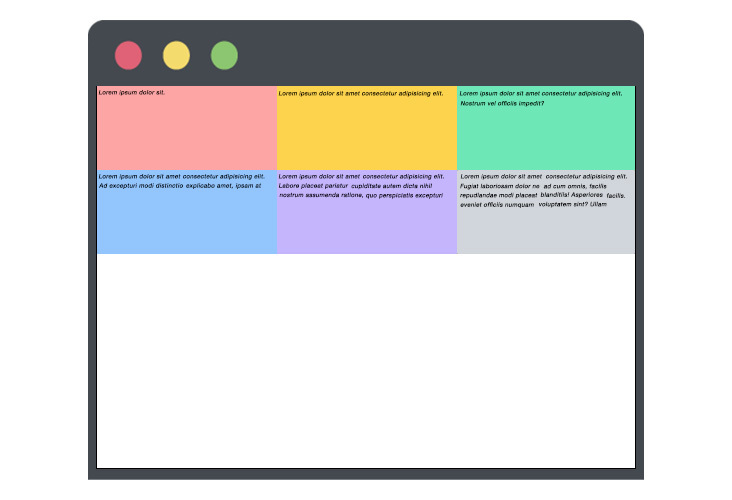 Lorem ipsum dolor sit.
Lorem ipsum dolor sit amet consectetur adipisicing elit.
Lorem ipsum dolor sit amet consectetur adipisicing elit.
Nostrum vel officiis impedit?
Lorem ipsum dolor sit amet consectetur adipisicing elit.
Ad excepturi modi distinctio explicabo amet, ipsam at
Lorem ipsum dolor sit amet consectetur adipisicing elit.
Labore placeat pariatur cupiditate autem dicta nihil
nostrum assumenda ratione, quo perspiciatis excepturi
Lorem ipsum dolor sit amet consectetur adipisicing elit.
Fugiat laboriosam dolor ne ad cum omnis, facilis
repudiandae modi placeat blanditiis! Asperiores facilis,
eveniet officiis numquam voluptatem sint? Ullam